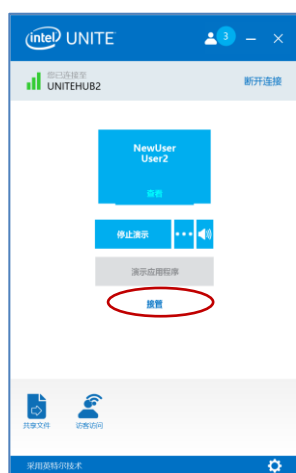 intel UNITE
3
您已连接至
UNITEHUB2
断开连接
NewUser
User2
查看
停止演示
演示应用程序
接管
共享文件
访客访问
采用英特尔技术